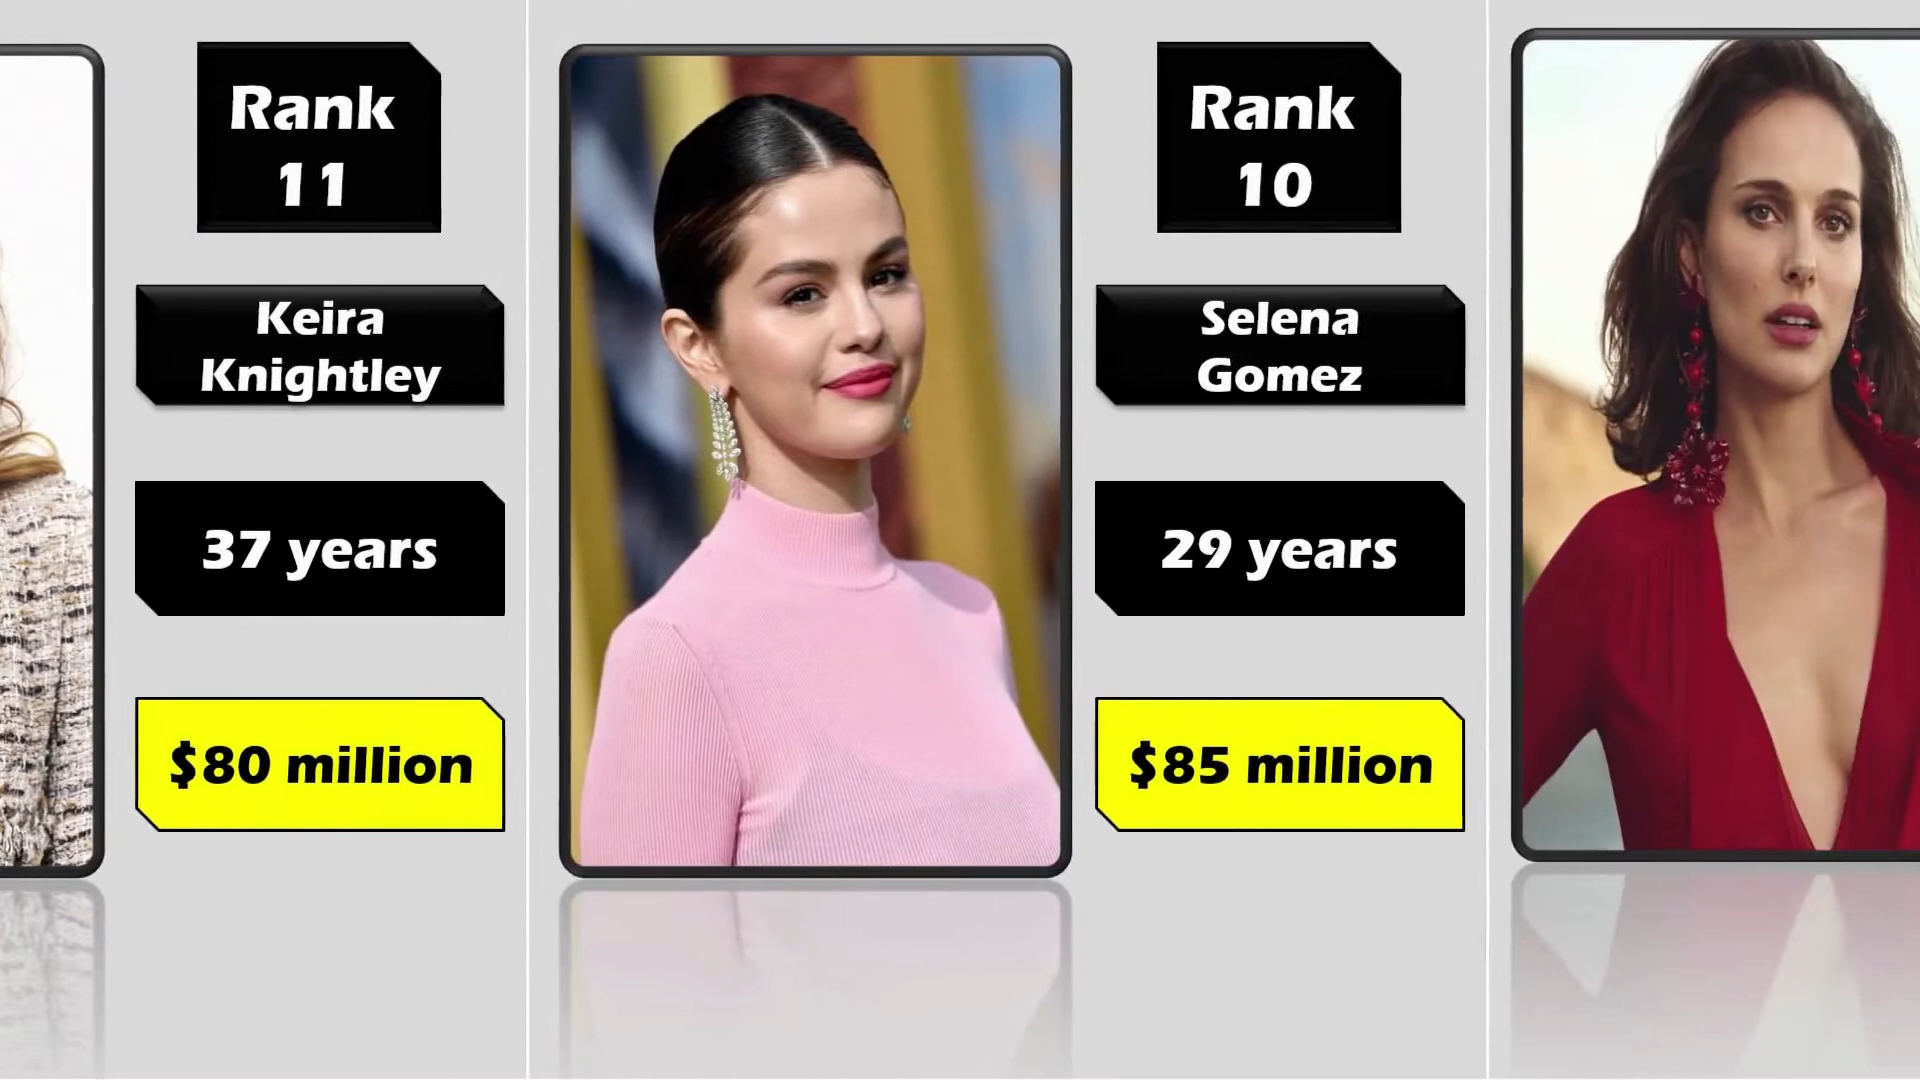 Rank
11
Keira
Knightley
37 years
$80 million
Rank
10
Selena
Gomez
29 years
$85 million